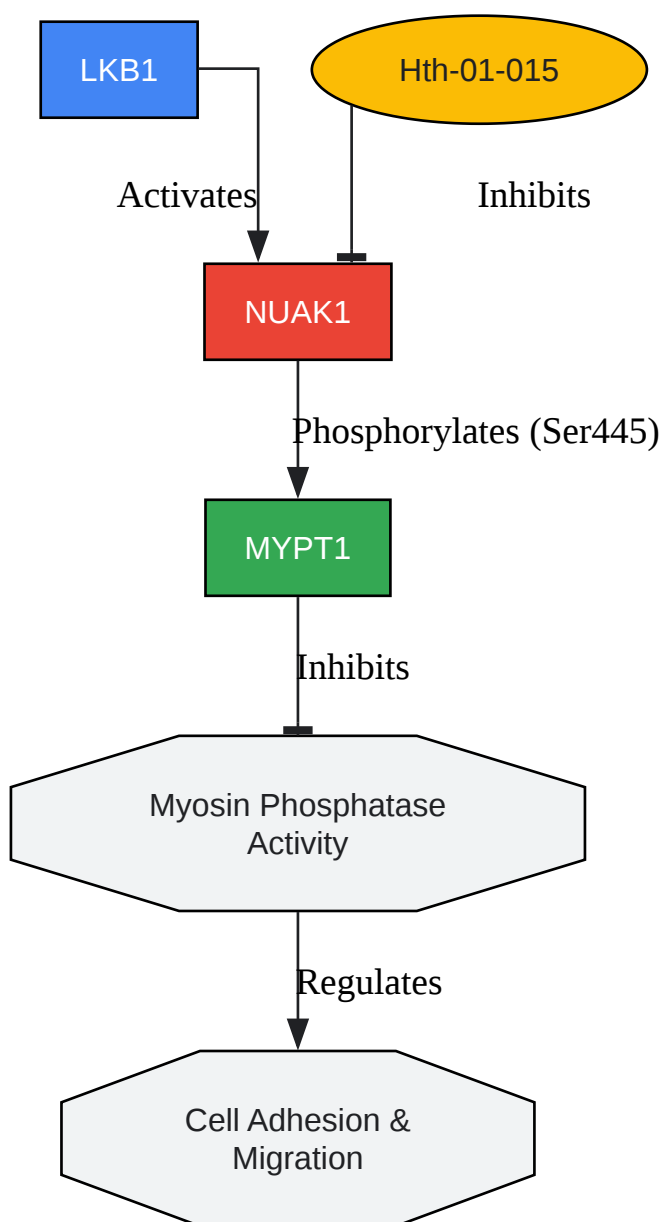 LKB1
Hth-01-015
Activates
Inhibits
NUAK1
Phosphorylates (Ser445)
MYPT1
Inhibits
Myosin Phosphatase
Activity
Regulates
Cell Adhesion &
Migration